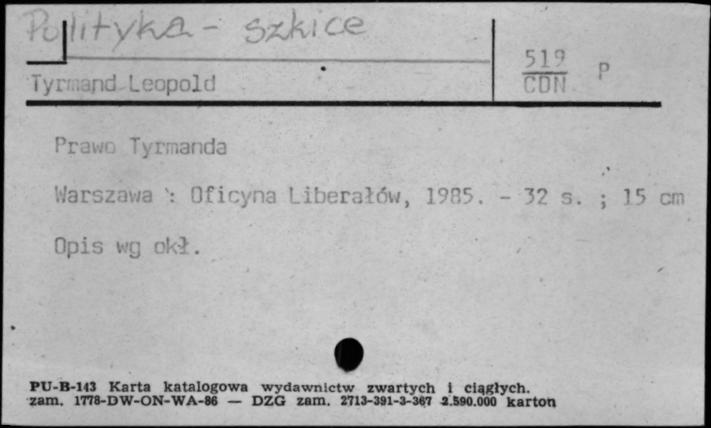 Polityka - szkice
519 P
Tyrmand Leopold
CDN
Prawo Tyrmanda
Warszawa : Oficyna Liberałów, 1985. - 32 s. ; 15 cm
Opis wg okł.
PU-B-143 Karta katalogowa wydawnictw zwartych i ciągłych.
zam. 1778-DW-ON-WA-86 — DZG zam. 2713-391-3-367 2.590.000 karton